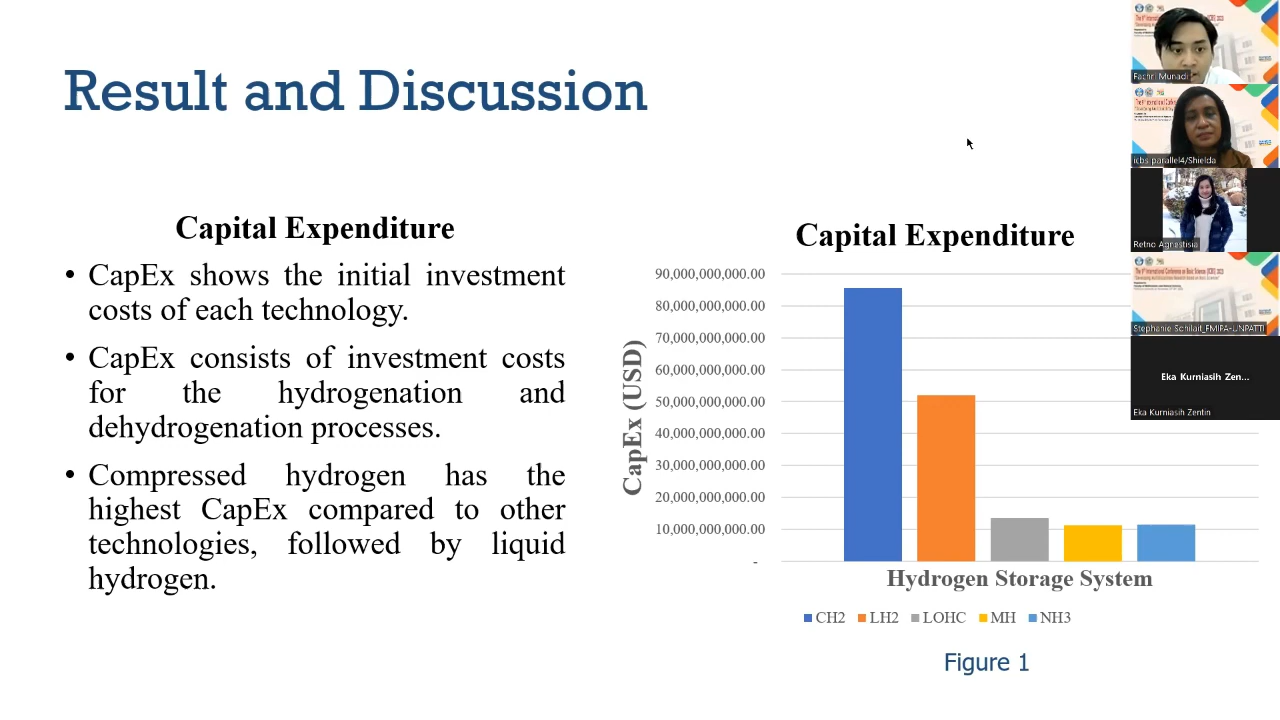 Result and Discussion
Capital Expenditure
• CapEx shows the initial investment
costs of each technology.
• CapEx consists of investment costs
for the hydrogenation and
dehydrogenation processes.
• Compressed hydrogen has the
highest CapEx compared to other
technologies, followed by liquid
hydrogen.
Capital Expenditure
CapEx (USD)
90,000,000,000.00
80,000,000,000.00
70,000,000,000.00
60,000,000,000.00
50,000,000,000.00
40,000,000,000.00
30,000,000,000.00
20,000,000,000.00
10,000,000,000.00
-
Hydrogen Storage System
CH2 LH2 LOHC MH NH3
Figure 1
Fachri Munadi
icbs parallel4/Shielda
Retno Agnestisia
Stephanie Schilait_FMIPA-UNPATTI
Eka Kurniasih Zen...
Eka Kurniasih Zentin